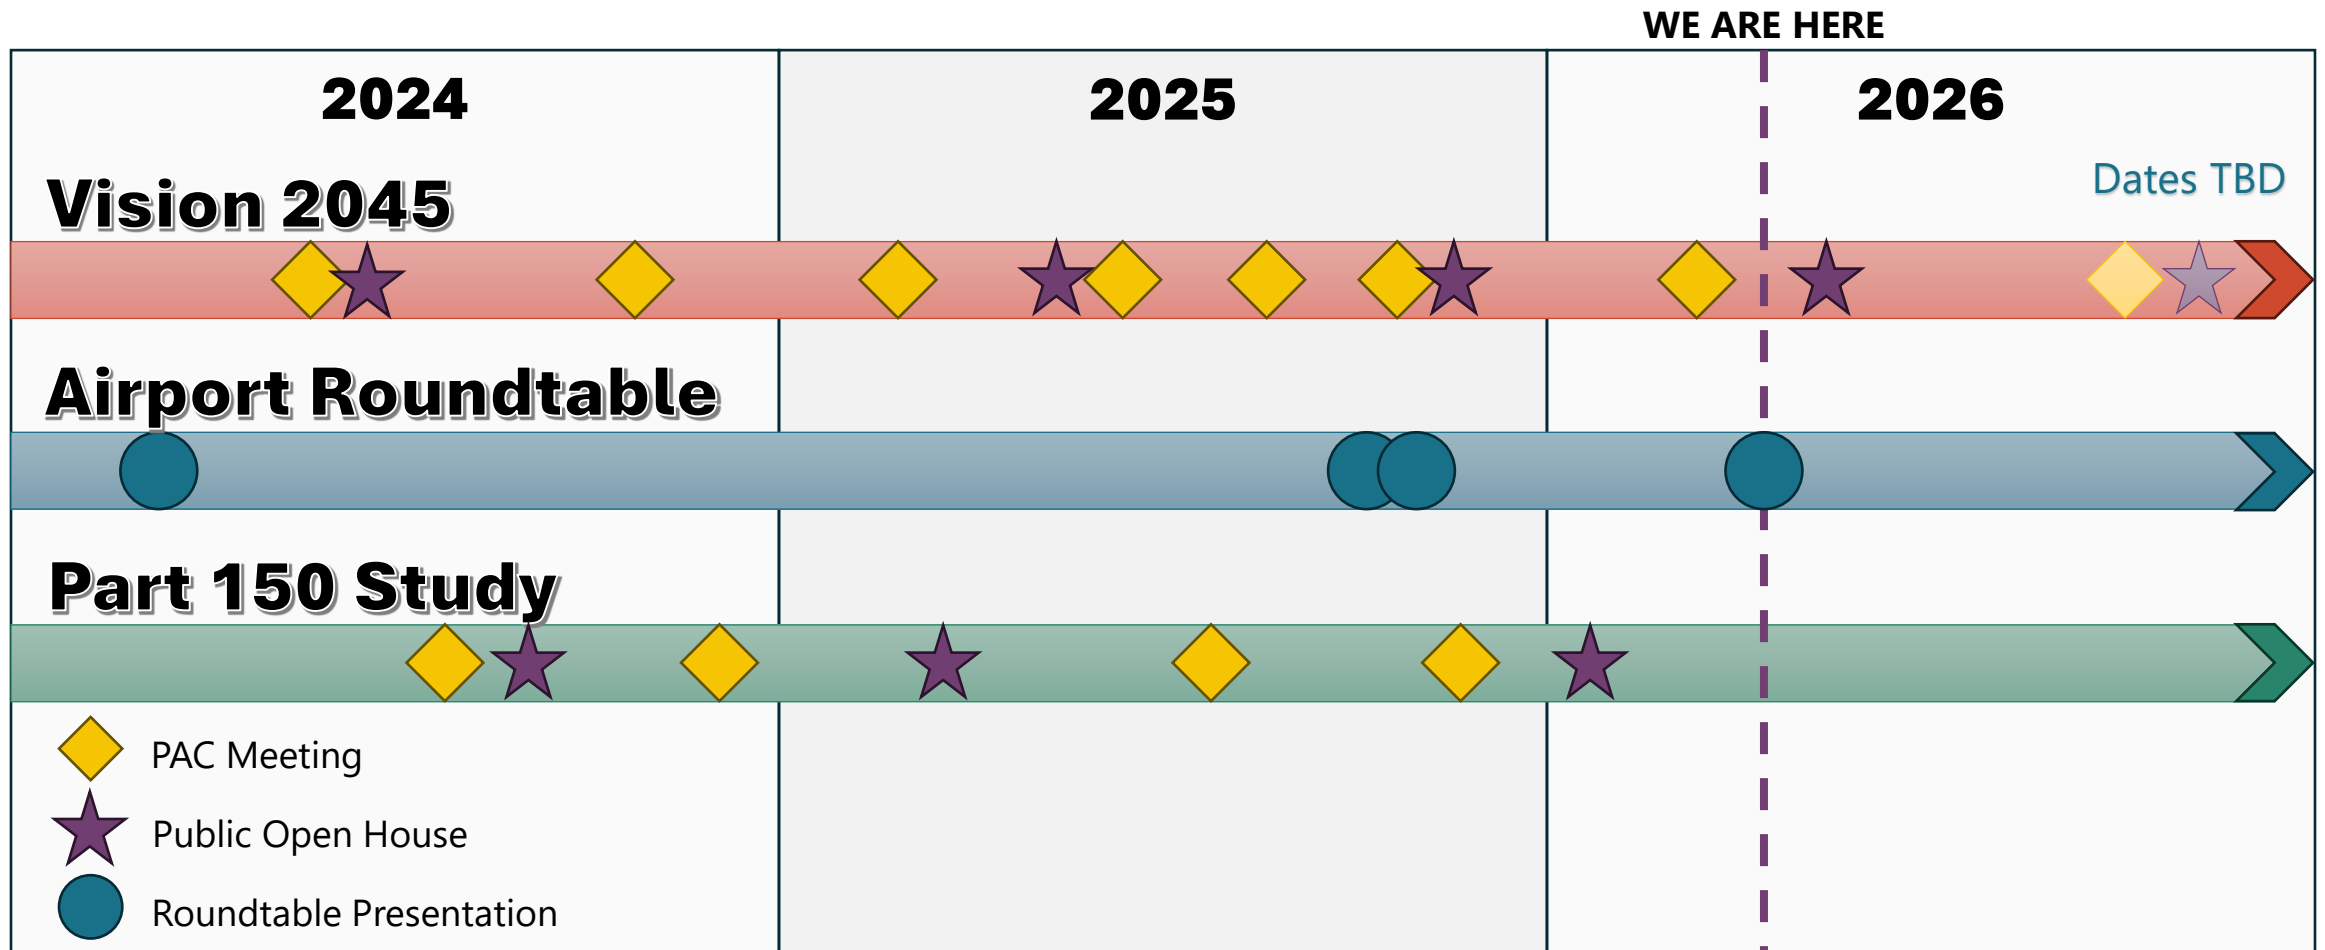 WE ARE HERE
2024
2025
2026
Dates TBD
Vision 2045
Airport Roundtable
Part 150 Study
PAC Meeting
Public Open House
Roundtable Presentation